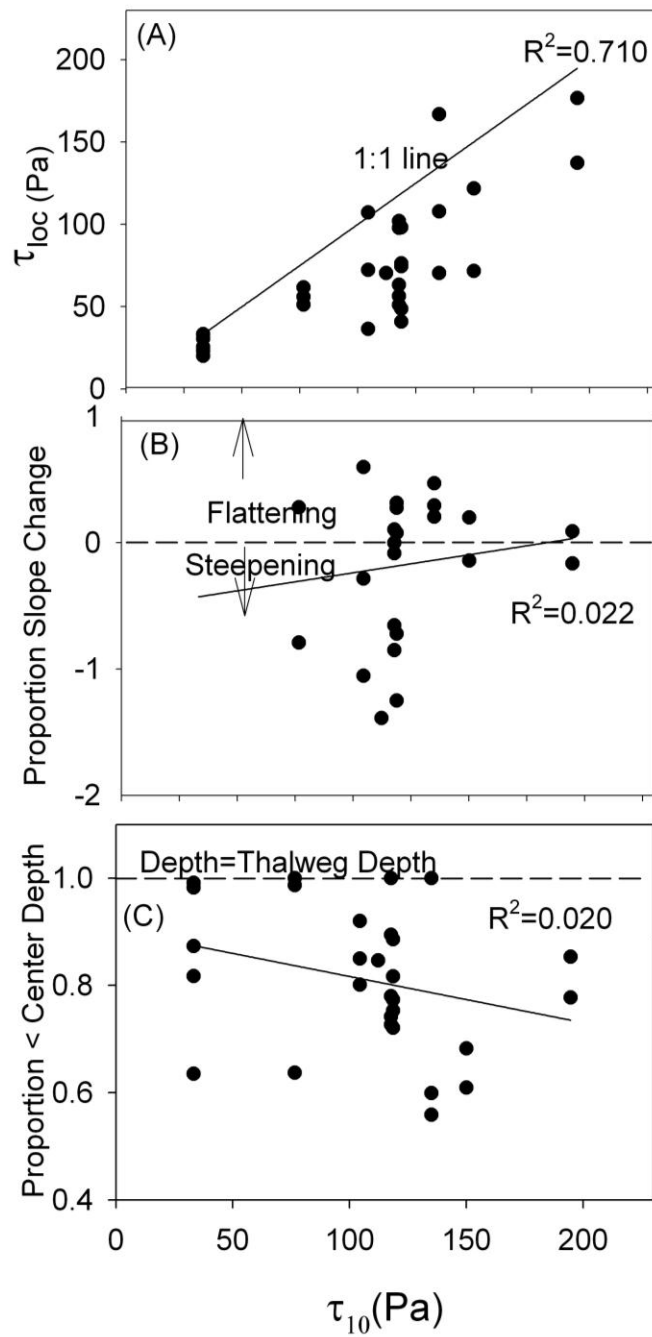 (A)
R²=0.710
200
150
1:1 line
100
50
0
τloc (Pa)
1
(B)
Flattening
0
Steepening
R²=0.022
-1
-2
Proportion Slope Change
Depth=Thalweg Depth
1.0
(C)
R²=0.020
0.8
0.6
0.4
Proportion < Center Depth
0 50 100 150 200
τ10(Pa)